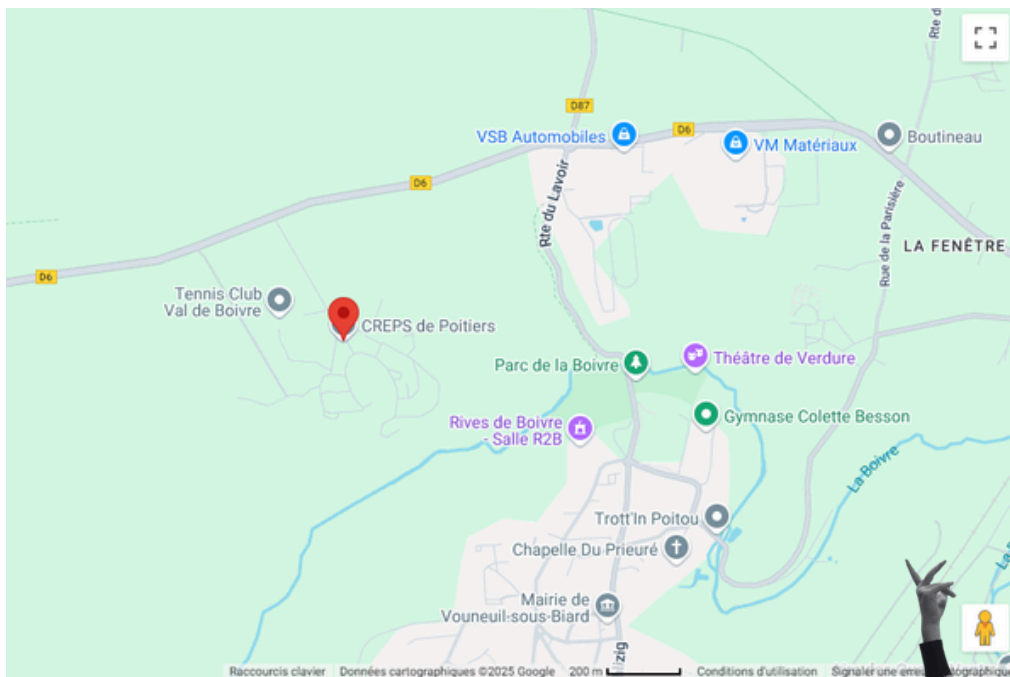 Rte d
D87
VSB Automobiles
D6
VM Matériaux
Boutineau
D6
Rte du Lavoir
Rue de la Parisière
LA FENÊTRE
D6
Tennis Club
Val de Boivre
CREPS de Poitiers
Parc de la Boivre
Théâtre de Verdure
Rives de Boivre
- Salle R2B
Gymnase Colette Besson
La Boivre
Trott'In Poitou
Chapelle Du Prieuré
Mairie de
Vouneuil-sous-Biard
Raccourcis clavier Données cartographiques ©2025 Google 200 m Conditions d'utilisation Signaler une